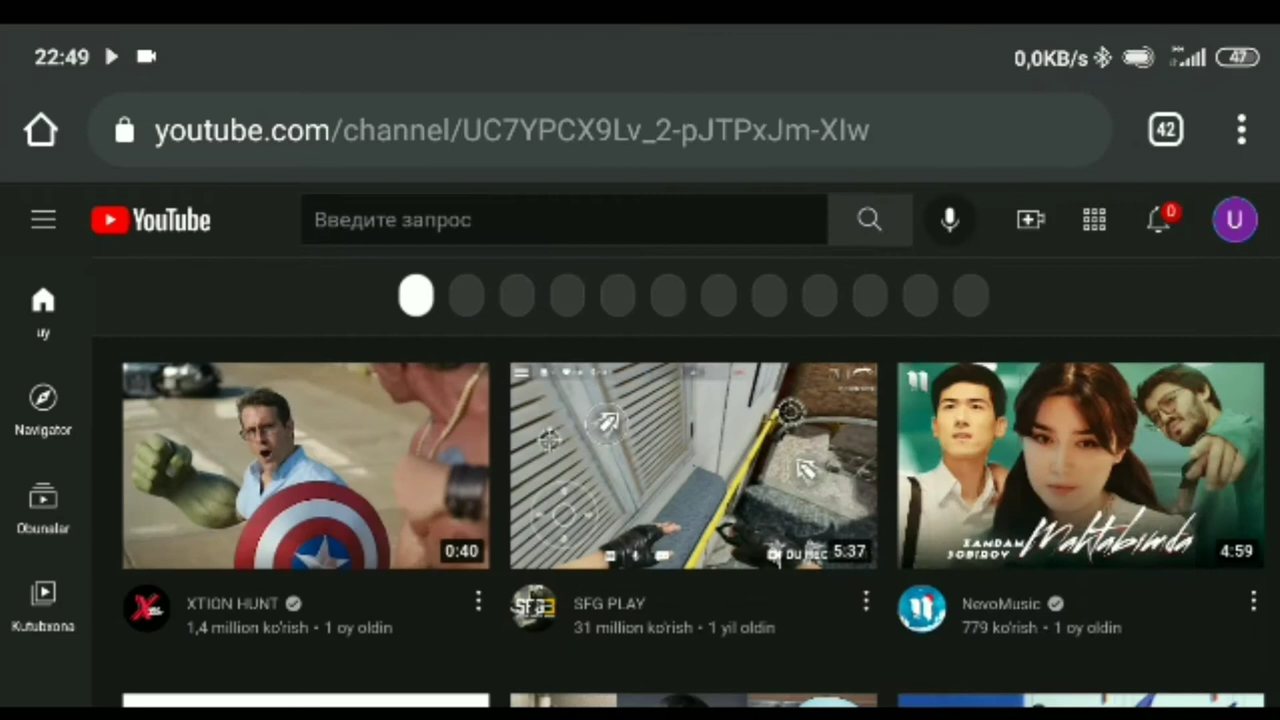 22:49
0,0KB/s
47
youtube.com/channel/UC7YPCX9Lv_2-pJTPxJm-XIw
42
YouTube
Введите запрос
0
U
uy
Navigator
Obunalar
Kutubxona
0:40
5:37
XAMDAM SOBIROV
Maktabimda
4:59
XTION HUNT
1,4 million ko'rish • 1 oy oldin
SFG PLAY
31 million ko'rish • 1 yil oldin
NevoMusic
779 ko'rish • 1 oy oldin